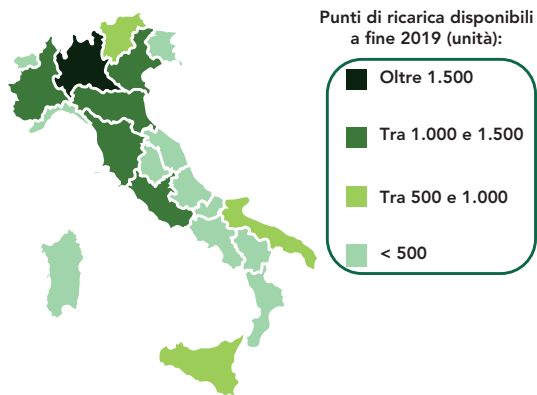 Punti di ricarica disponibili
a fine 2019 (unità):
Oltre 1.500
Tra 1.000 e 1.500
Tra 500 e 1.000
< 500